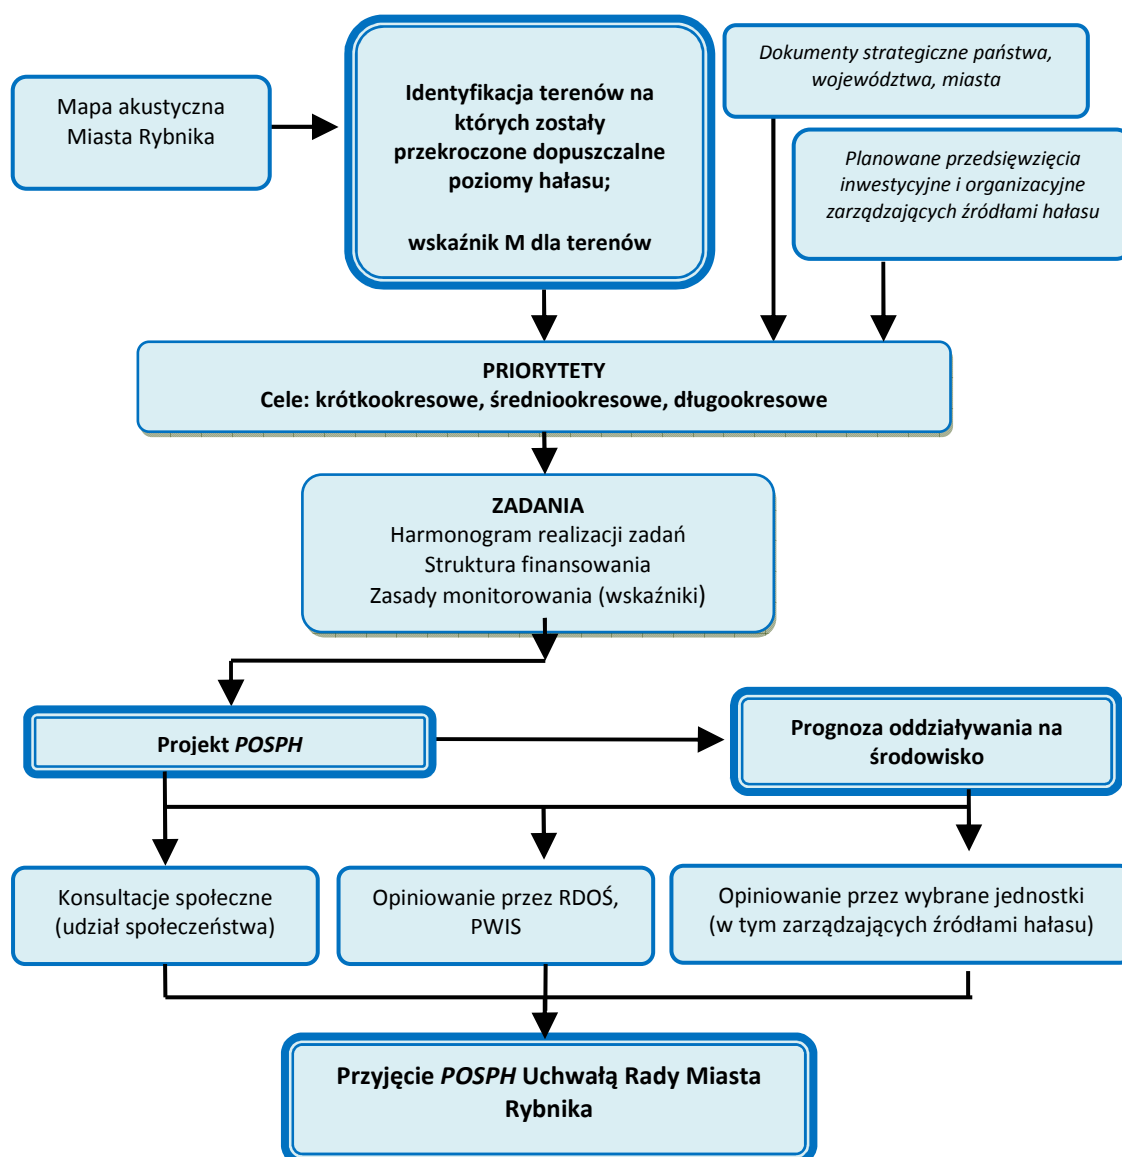 Mapa akustyczna
Miasta Rybnika
Identyfikacja terenów na
których zostały
przekroczone dopuszczalne
poziomy hałasu;
wskaźnik M dla terenów
Dokumenty strategiczne państwa,
województwa, miasta
Planowane przedsięwzięcia
inwestycyjne i organizacyjne
zarządzających źródłami hałasu
PRIORYTETY
Cele: krótkookresowe, średniookresowe, długookresowe
ZADANIA
Harmonogram realizacji zadań
Struktura finansowania
Zasady monitorowania (wskaźniki)
Projekt POSPH
Prognoza oddziaływania na
środowisko
Konsultacje społeczne
(udział społeczeństwa)
Opiniowanie przez RDOŚ,
PWIS
Opiniowanie przez wybrane jednostki
(w tym zarządzających źródłami hałasu)
Przyjęcie POSPH Uchwałą Rady Miasta
Rybnika